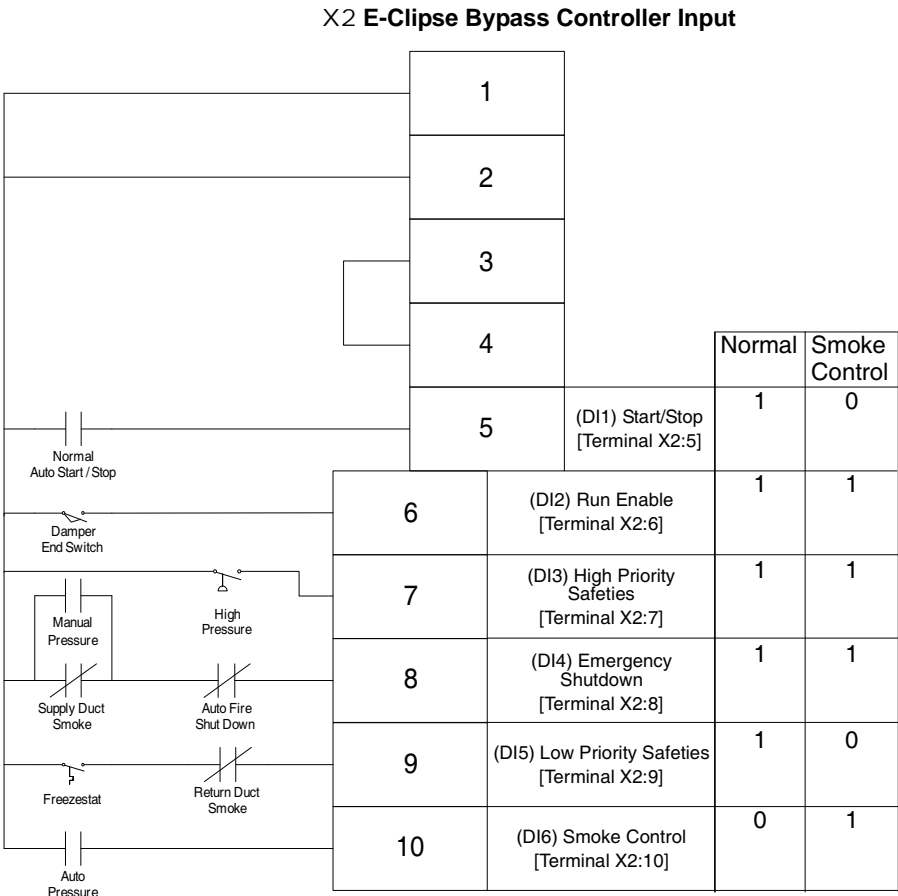 X2 E-Clipse Bypass Controller Input
1
2
3
4
Normal
Smoke
Control
5
(DI1) Start/Stop
[Terminal X2:5]
1
0
Normal
Auto Start / Stop
6
(DI2) Run Enable
[Terminal X2:6]
1
1
Damper
End Switch
7
(DI3) High Priority
Safeties
[Terminal X2:7]
1
1
Manual
Pressure
High
Pressure
8
(DI4) Emergency
Shutdown
[Terminal X2:8]
1
1
Supply Duct
Smoke
Auto Fire
Shut Down
9
(DI5) Low Priority Safeties
[Terminal X2:9]
1
0
Freezestat
Return Duct
Smoke
10
(DI6) Smoke Control
[Terminal X2:10]
0
1
Auto
Pressure